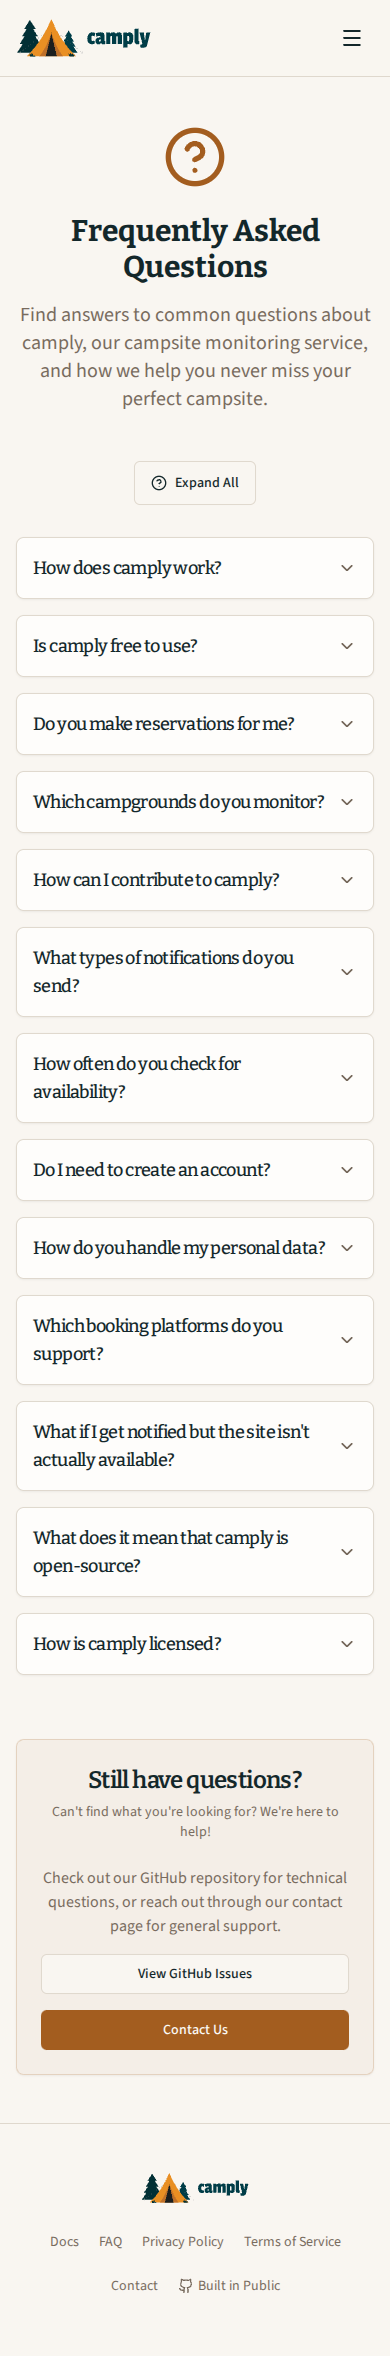 camply
Frequently Asked
Questions
Find answers to common questions about
camply, our campsite monitoring service,
and how we help you never miss your
perfect campsite.
Expand All
How does camply work?
Is camply free to use?
Do you make reservations for me?
Which campgrounds do you monitor?
How can I contribute to camply?
What types of notifications do you
send?
How often do you check for
availability?
Do I need to create an account?
How do you handle my personal data?
Which booking platforms do you
support?
What if I get notified but the site isn't
actually available?
What does it mean that camply is
open-source?
How is camply licensed?
Still have questions?
Can't find what you're looking for? We're here to
help!
Check out our GitHub repository for technical
questions, or reach out through our contact
page for general support.
View GitHub Issues
Contact Us
camply
Docs FAQ Privacy Policy Terms of Service
Contact Built in Public